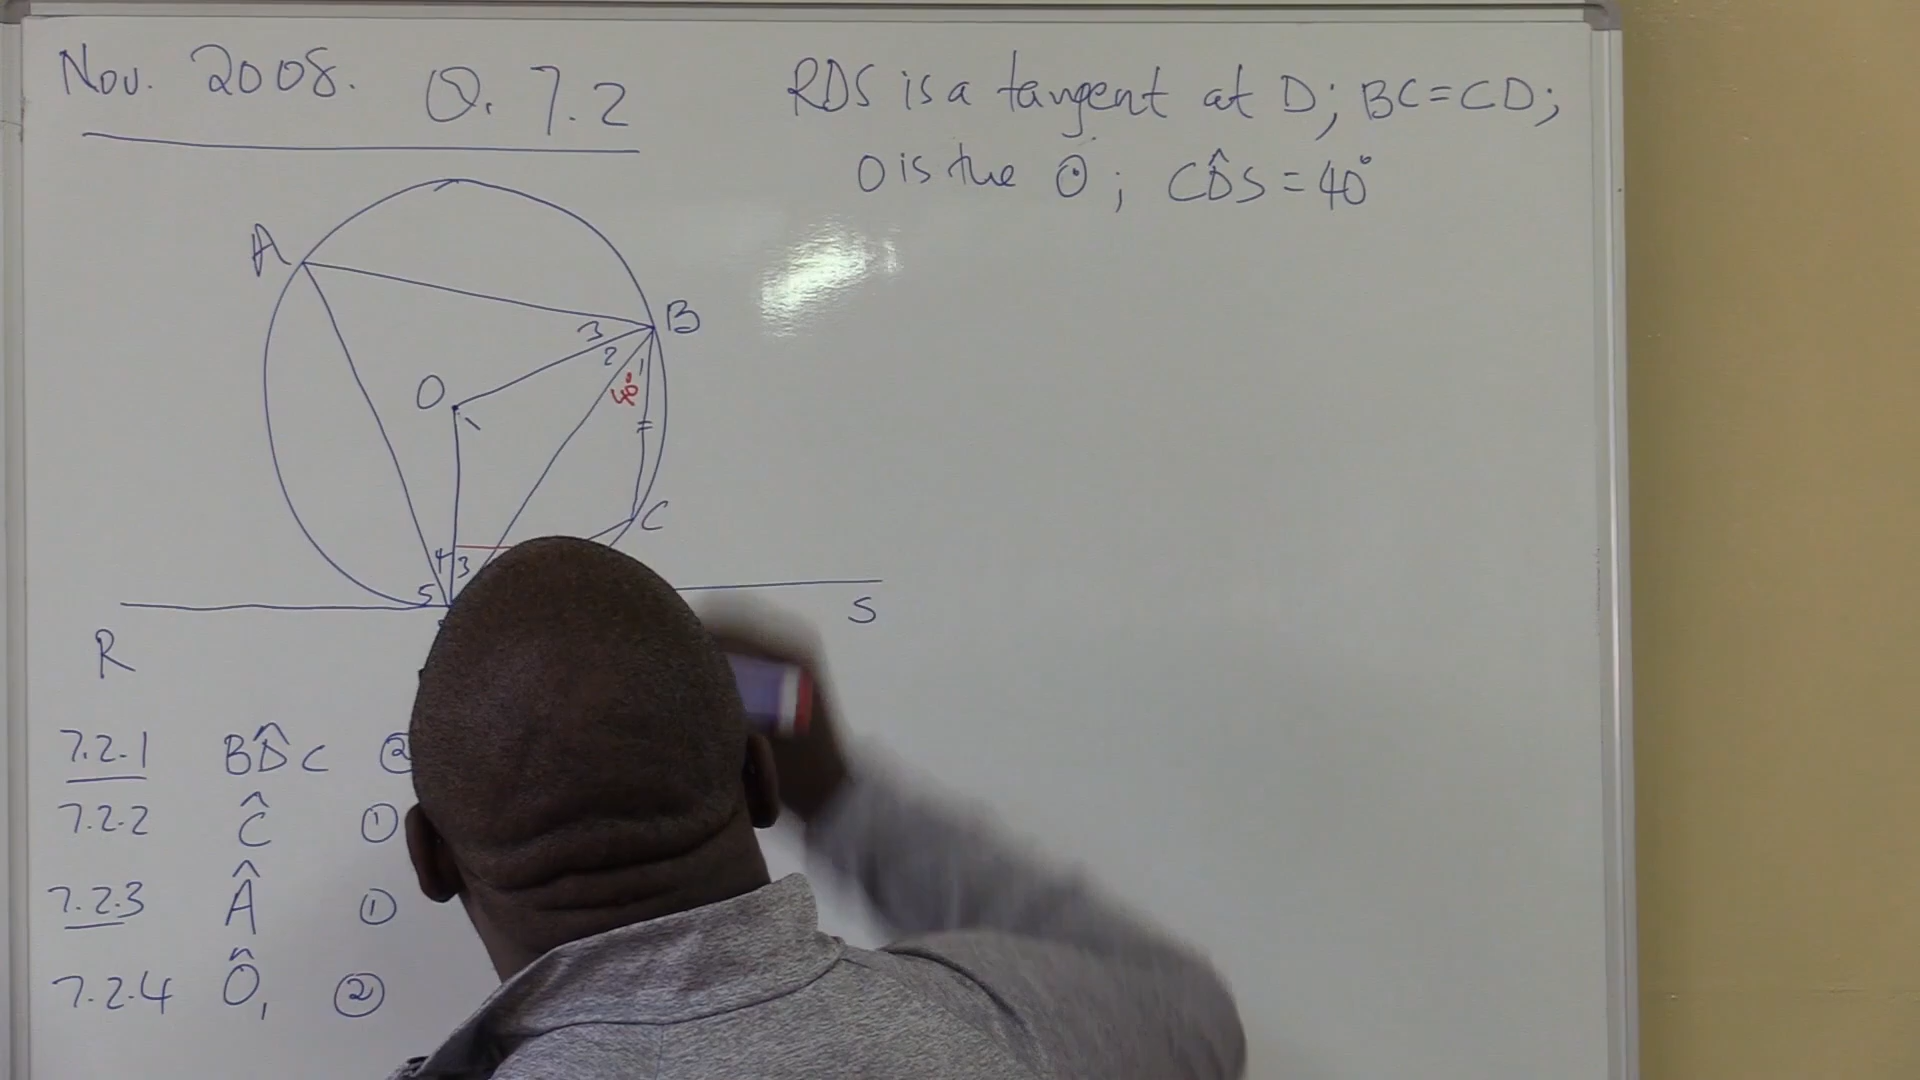 Nov. 2008. Q. 7.2
RDS is a tangent at D; BC=CD;
O is the ⊙; CD̂S = 40°
A
B
3
2
1
40°
O
C
4
3
5
R
S
7.2.1 BD̂C ②
7.2.2 Ĉ ①
7.2.3 Â ①
7.2.4 Ô₁ ②